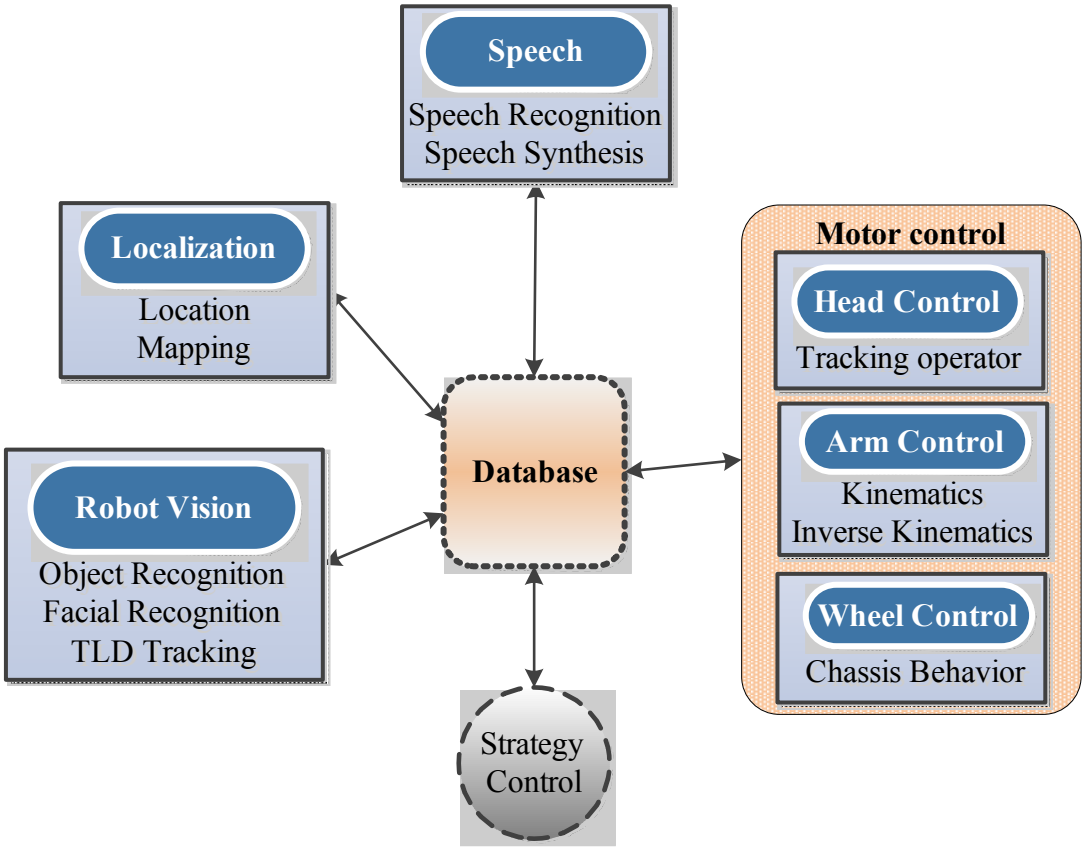 Speech
Speech Recognition
Speech Synthesis
Localization
Location
Mapping
Robot Vision
Object Recognition
Facial Recognition
TLD Tracking
Database
Strategy
Control
Motor control
Head Control
Tracking operator
Arm Control
Kinematics
Inverse Kinematics
Wheel Control
Chassis Behavior